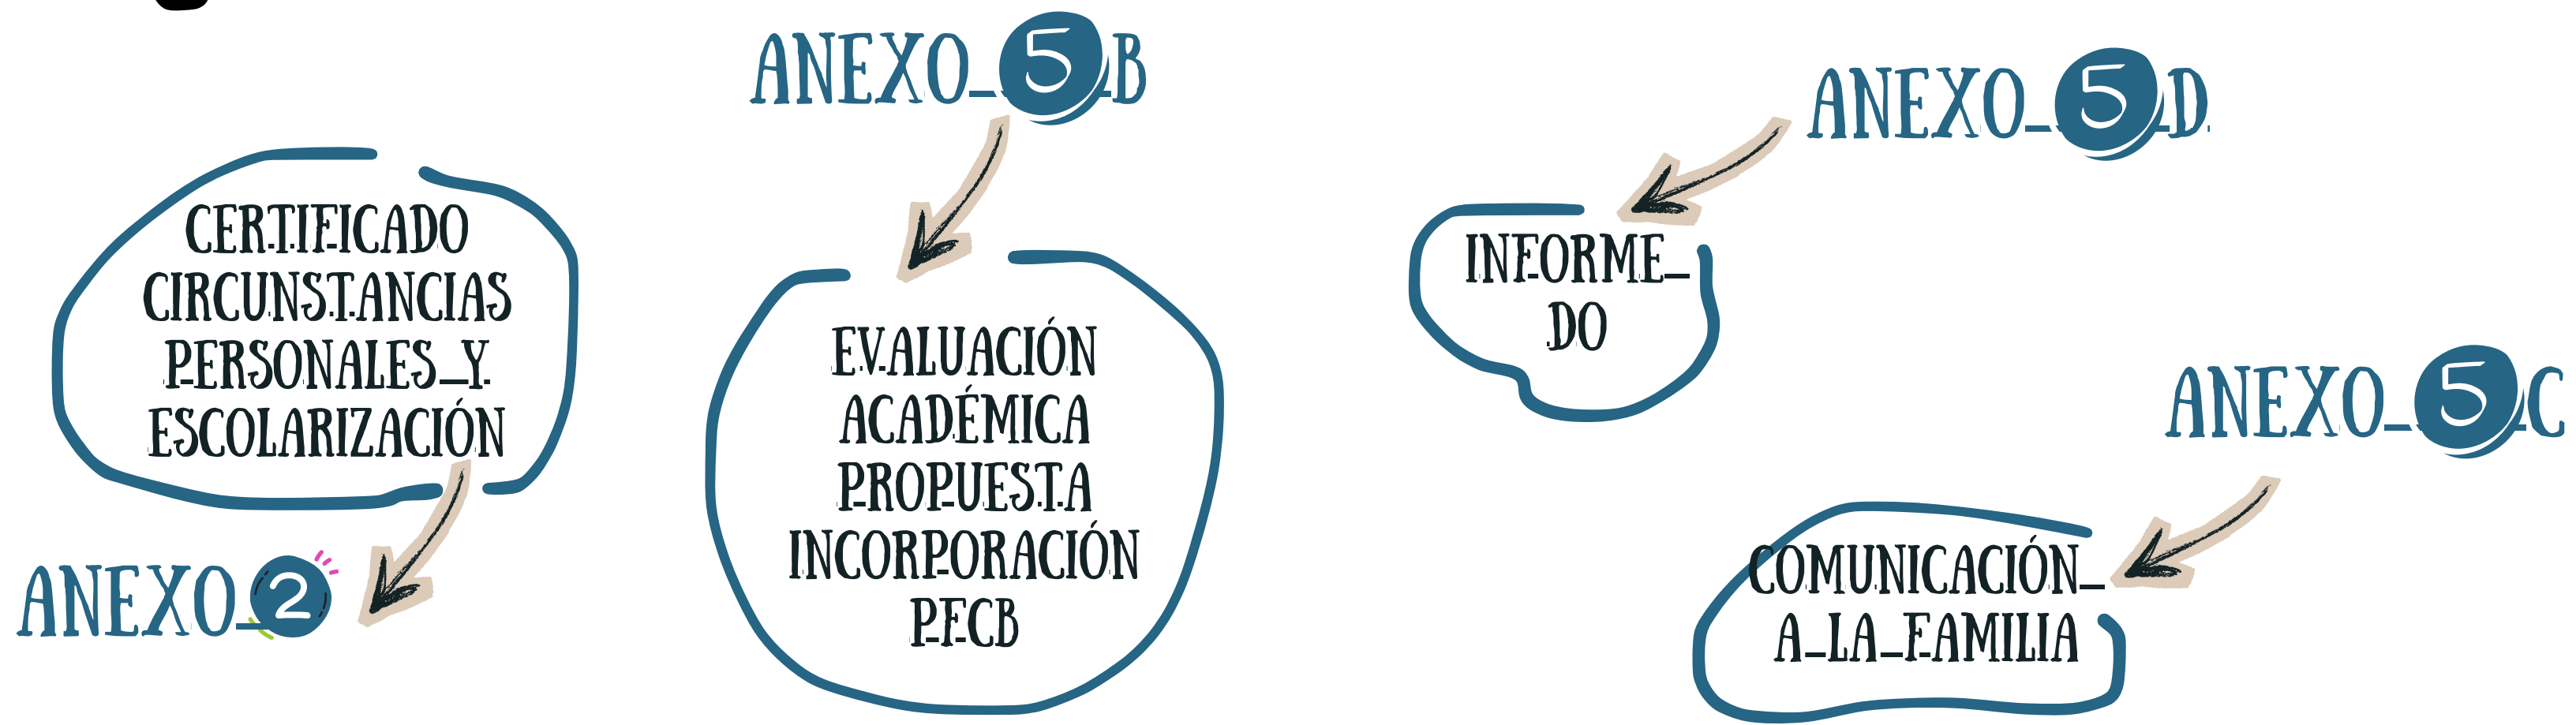 CERTIFICADO
CIRCUNSTANCIAS
PERSONALES_Y
ESCOLARIZACIÓN
ANEXO_2
ANEXO_5_B
EVALUACIÓN
ACADÉMICA
PROPUESTA
INCORPORACIÓN
PFCB
ANEXO_5_D
INFORME_
DO
ANEXO_5_C
COMUNICACIÓN_
A_LA_FAMILIA